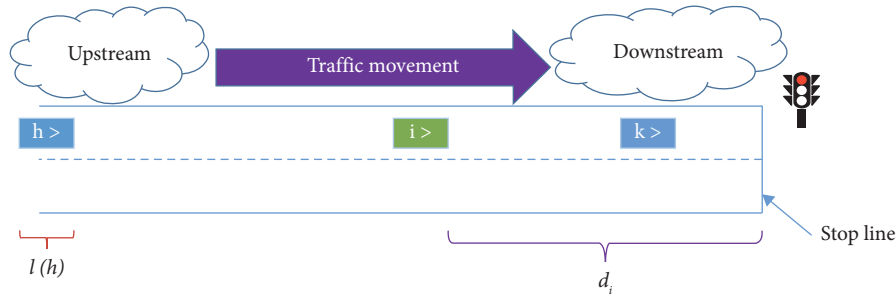 Upstream
Traffic movement
Downstream
h >
i >
k >
Stop line
l (h)
d_i